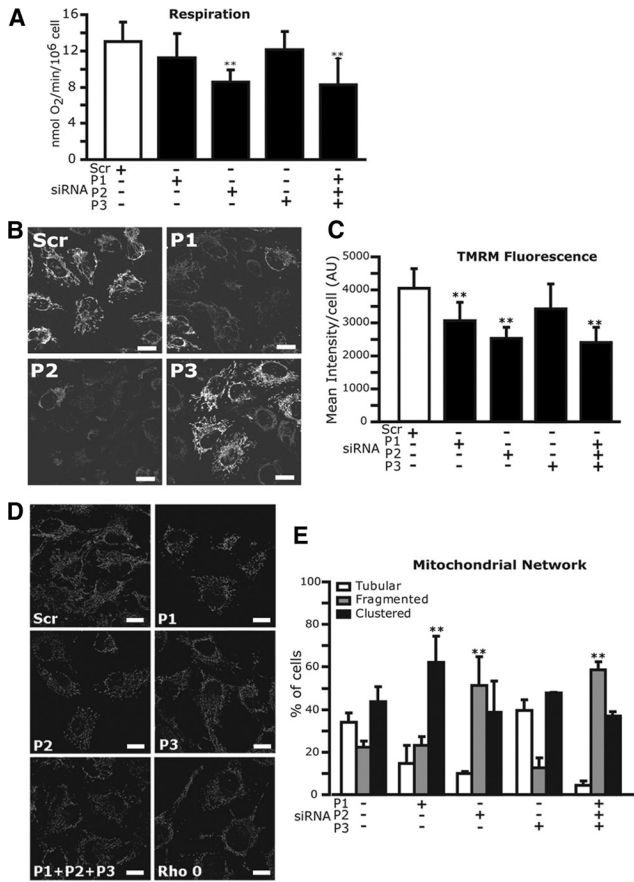 A
Respiration
nmol O2/min/10^6 cell
16
12
8
4
0
** **
Scr + - - - -
P1 - + - - +
siRNA P2 - - + - +
P3 - - - + +
B
Scr
P1
P2
P3
C
TMRM Fluorescence
Mean Intensity/cell (AU)
5000
4000
3000
2000
1000
0
** ** **
Scr + - - - -
P1 - + - - +
siRNA P2 - - + - +
P3 - - - + +
D
Scr
P1
P2
P3
P1+P2+P3
Rho 0
E
Mitochondrial Network
Tubular
Fragmented
Clustered
% of cells
100
80
60
40
20
0
** ** **
P1 - + - - +
siRNA P2 - - + - +
P3 - - - + +